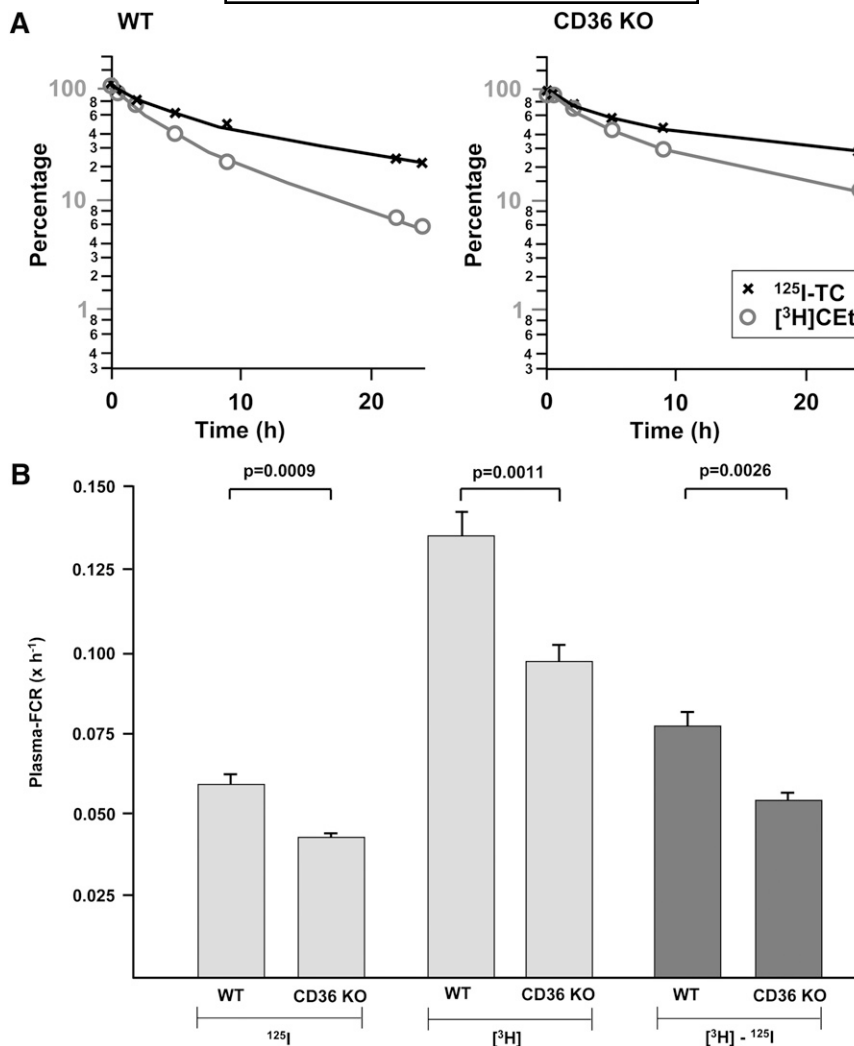 A
WT
CD36 KO
Percentage
100
8
6
4
3
2
10
8
6
4
3
2
1
8
6
4
3
0
10
20
Time (h)
Percentage
100
8
6
4
3
2
10
8
6
4
3
2
1
8
6
4
3
0
10
20
Time (h)
¹²⁵I-TC
[³H]CEt
B
p=0.0009
p=0.0011
p=0.0026
Plasma-FCR (x h⁻¹)
0.150
0.125
0.100
0.075
0.050
0.025
WT
CD36 KO
WT
CD36 KO
WT
CD36 KO
¹²⁵I
[³H]
[³H] - ¹²⁵I